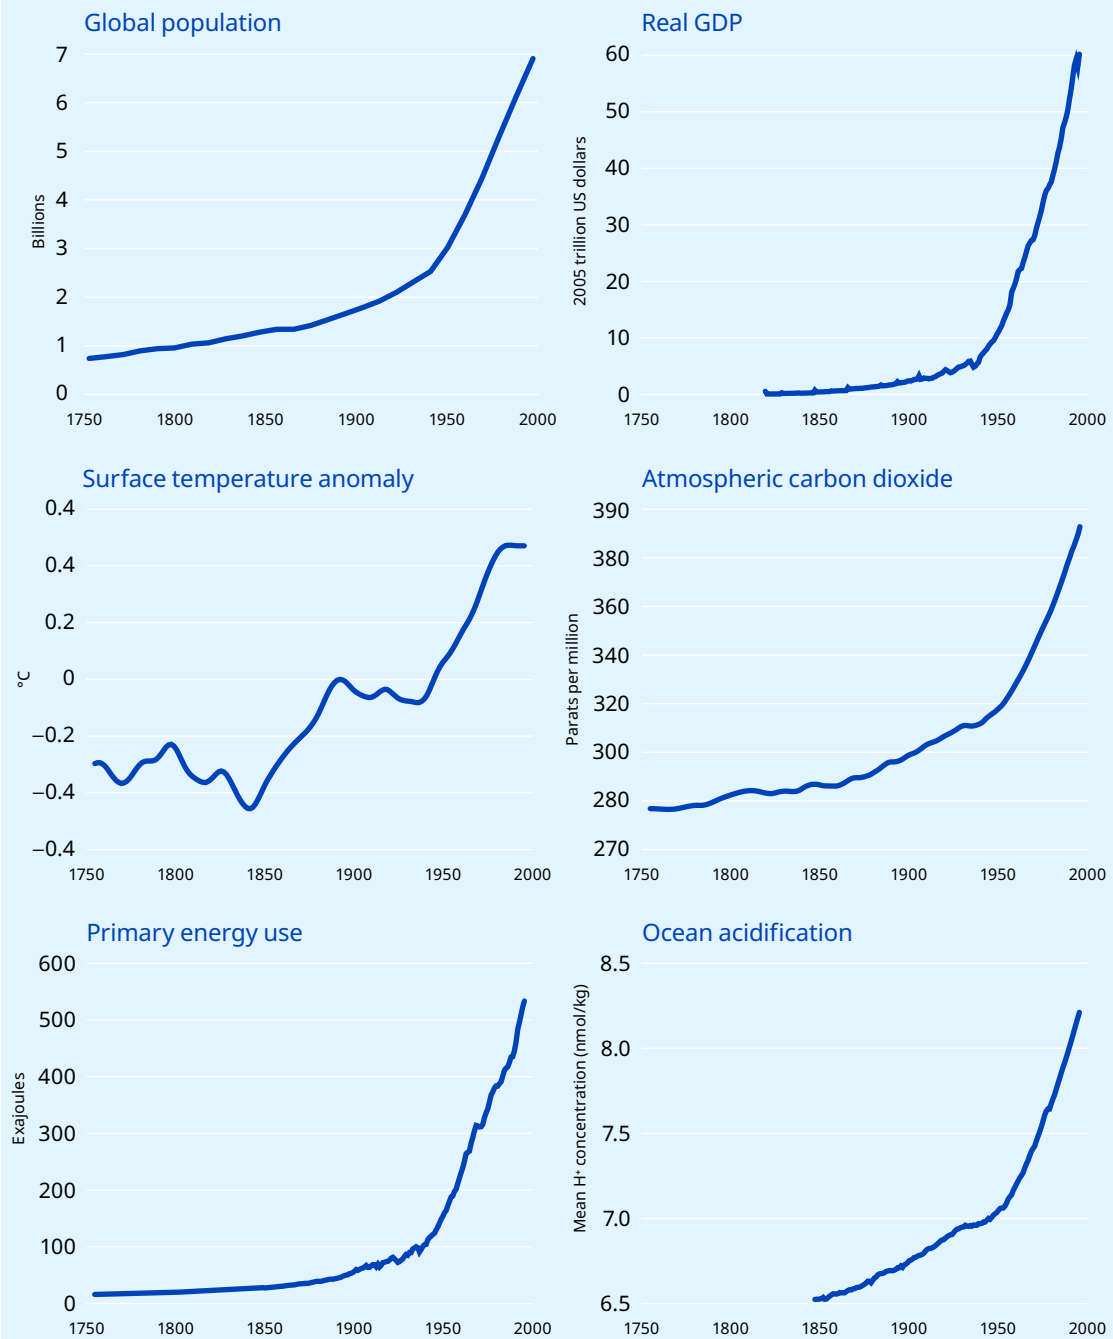 Global population
7
6
5
4
3
2
1
0
Billions
1750 1800 1850 1900 1950 2000
Real GDP
60
50
40
30
20
10
0
2005 trillion US dollars
1750 1800 1850 1900 1950 2000
Surface temperature anomaly
0.4
0.4
0.2
0
−0.2
−0.4
−0.4
°C
1750 1800 1850 1900 1950 2000
Atmospheric carbon dioxide
390
380
360
340
320
300
280
270
Parats per million
1750 1800 1850 1900 1950 2000
Primary energy use
600
500
400
300
200
100
0
Exajoules
1750 1800 1850 1900 1950 2000
Ocean acidification
8.5
8.0
7.5
7.0
6.5
Mean H⁺ concentration (nmol/kg)
1750 1800 1850 1900 1950 2000